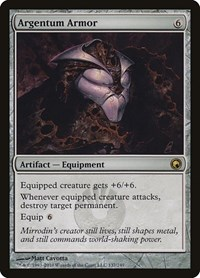 Argentum Armor 6
Artifact — Equipment
Equipped creature gets +6/+6.
Whenever equipped creature attacks,
destroy target permanent.
Equip 6
Mirrodin's creator still lives, still shapes metal,
and still commands world-shaking power.
Matt Cavotta